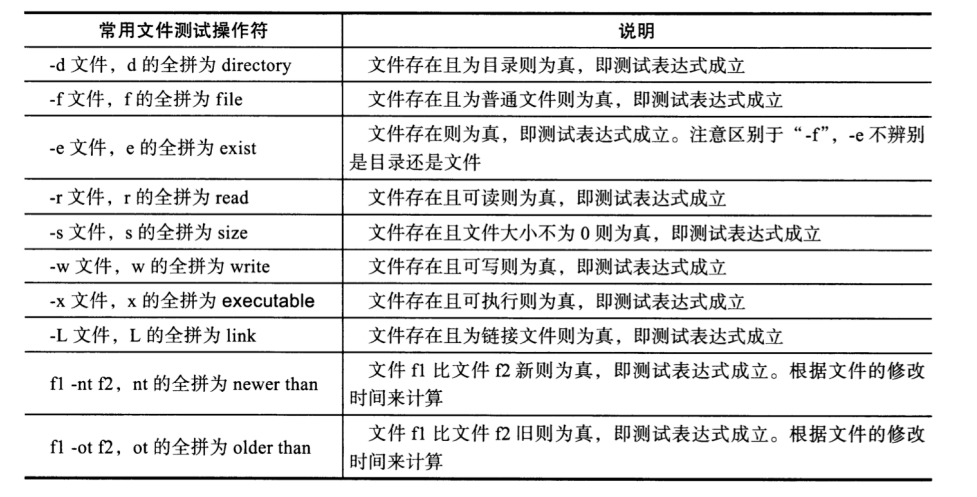 常用文件测试操作符
说明
-d 文件，d 的全拼为 directory
文件存在且为目录则为真，即测试表达式成立
-f 文件，f 的全拼为 file
文件存在且为普通文件则为真，即测试表达式成立
-e 文件，e 的全拼为 exist
文件存在则为真，即测试表达式成立。注意区别于“-f”，-e 不辨别
是目录还是文件
-r 文件，r 的全拼为 read
文件存在且可读则为真，即测试表达式成立
-s 文件，s 的全拼为 size
文件存在且文件大小不为 0 则为真，即测试表达式成立
-w 文件，w 的全拼为 write
文件存在且可写则为真，即测试表达式成立
-x 文件，x 的全拼为 executable
文件存在且可执行则为真，即测试表达式成立
-L 文件，L 的全拼为 link
文件存在且为链接文件则为真，即测试表达式成立
f1 -nt f2，nt 的全拼为 newer than
文件 f1 比文件 f2 新则为真，即测试表达式成立。根据文件的修改
时间来计算
f1 -ot f2，ot 的全拼为 older than
文件 f1 比文件 f2 旧则为真，即测试表达式成立。根据文件的修改
时间来计算